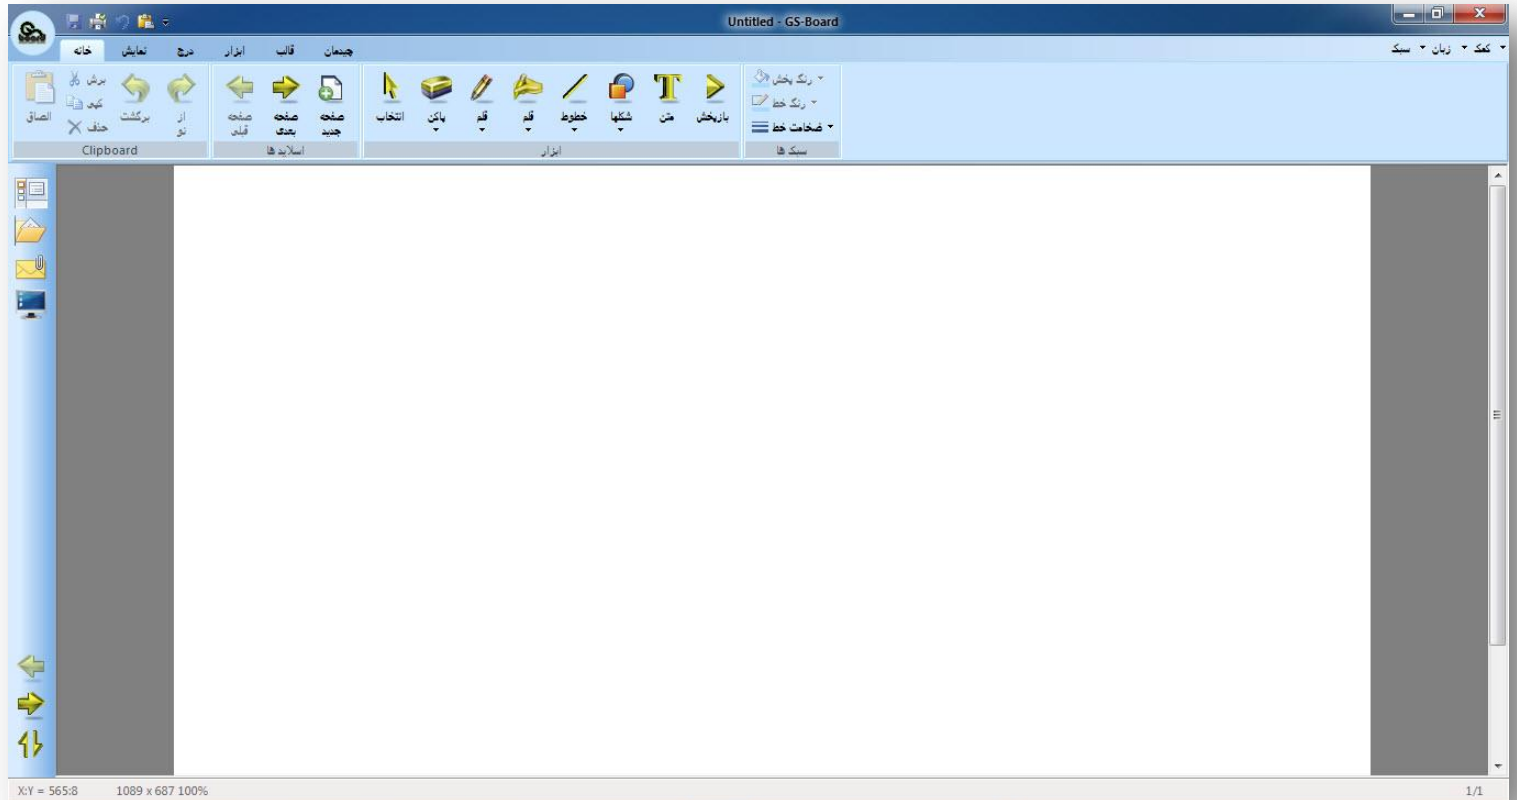 Untitled - GS-Board
خانه
نمایش
درج
ابزار
قالب
چیدمان
سبک
زبان
کمک
الصاق
برش
کپی
حذف
برگشت
از نو
Clipboard
صفحه قبلی
صفحه بعدی
صفحه جدید
اسلاید ها
انتخاب
پاکن
قلم
قلم
خطوط
شکلها
متن
بازپخش
ابزار
رنگ پخش
رنگ خط
ضخامت خط
سبک ها
X:Y = 565:8
1089 x 687 100%
1/1